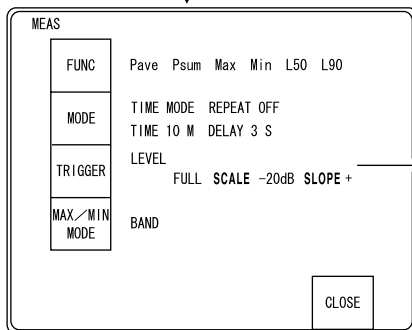 MEAS
FUNC Pave Psum Max Min L50 L90
MODE TIME MODE REPEAT OFF
TIME 10 M DELAY 3 S
TRIGGER LEVEL
FULL SCALE -20dB SLOPE +
MAX/MIN
MODE BAND
CLOSE